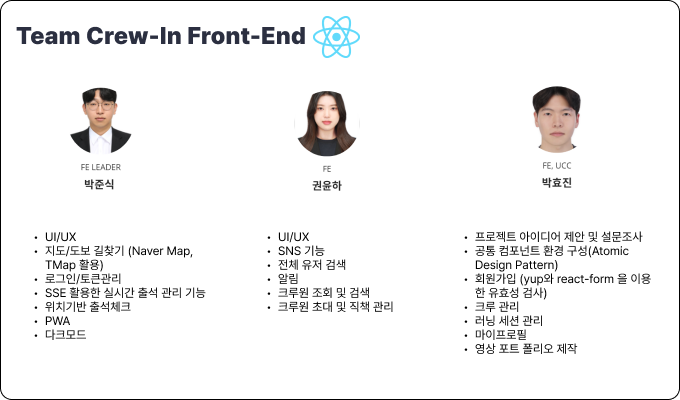 Team Crew-In Front-End
FE LEADER
박준식
• UI/UX
• 지도/도보 길찾기 (Naver Map,
TMap 활용)
• 로그인/토큰관리
• SSE 활용한 실시간 출석 관리 기능
• 위치기반 출석체크
• PWA
• 다크모드
FE
권윤하
• UI/UX
• SNS 기능
• 전체 유저 검색
• 알림
• 크루원 조회 및 검색
• 크루원 초대 및 직책 관리
FE, UCC
박효진
• 프로젝트 아이디어 제안 및 설문조사
• 공통 컴포넌트 환경 구성(Atomic
Design Pattern)
• 회원가입 (yup와 react-form 을 이용
한 유효성 검사)
• 크루 관리
• 러닝 세션 관리
• 마이프로필
• 영상 포트 폴리오 제작